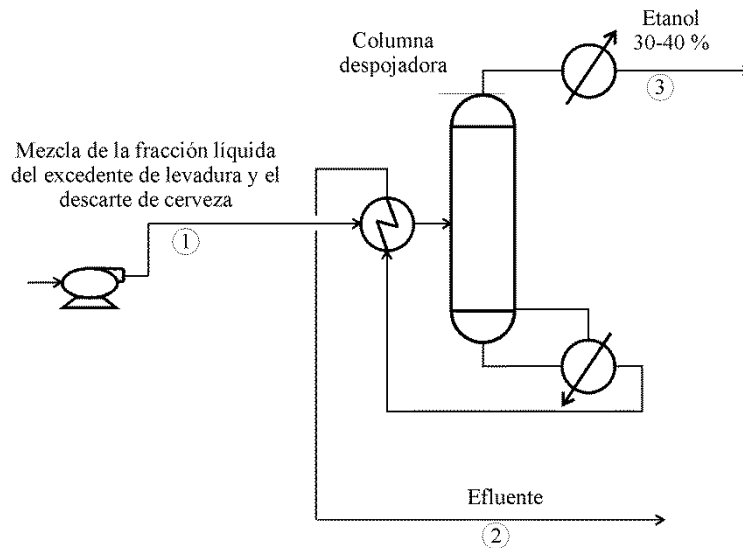 Etanol
30-40 %
3
Columna
despojadora
Mezcla de la fracción líquida
del excedente de levadura y el
descarte de cerveza
1
Efluente
2